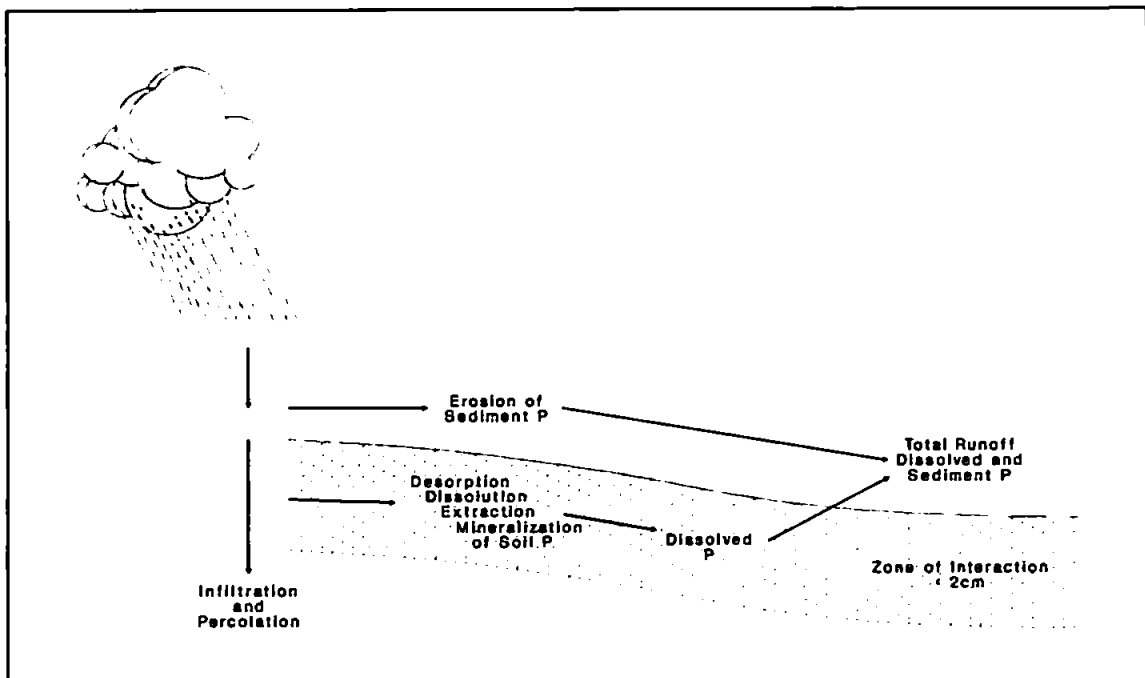 Erosion of
Sediment P
Total Runoff
Dissolved and
Sediment P
Desorption
Dissolution
Extraction
Mineralization
of Soil P
Dissolved
P
Zone of Interaction
< 2cm
Infiltration
and
Percolation